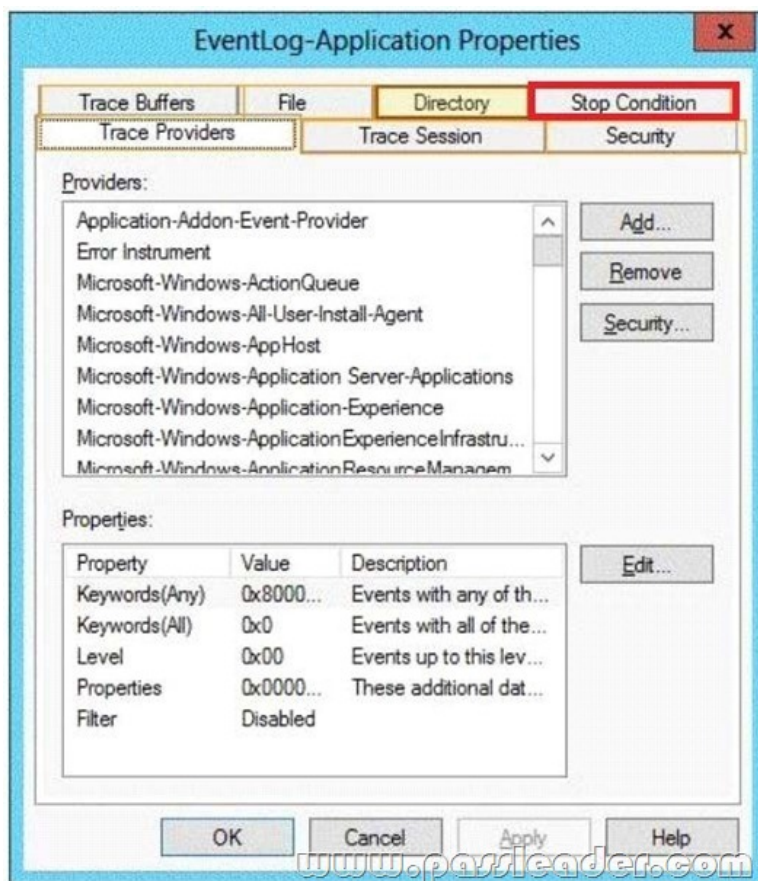 EventLog-Application Properties
x
Trace Buffers File Directory Stop Condition
Trace Providers Trace Session Security
Providers:
Application-Addon-Event-Provider
Error Instrument
Microsoft-Windows-ActionQueue
Microsoft-Windows-All-User-Install-Agent
Microsoft-Windows-AppHost
Microsoft-Windows-Application Server-Applications
Microsoft-Windows-Application-Experience
Microsoft-Windows-ApplicationExperienceInfrastru...
Microsoft-Windows-ApplicationResourceManagem
Add...
Remove
Security...
Properties:
Property Value Description
Keywords(Any) 0x8000... Events with any of th...
Keywords(All) 0x0 Events with all of the...
Level 0x00 Events up to this lev...
Properties 0x0000... These additional dat...
Filter Disabled
Edit...
OK Cancel Apply Help
www.passleader.com